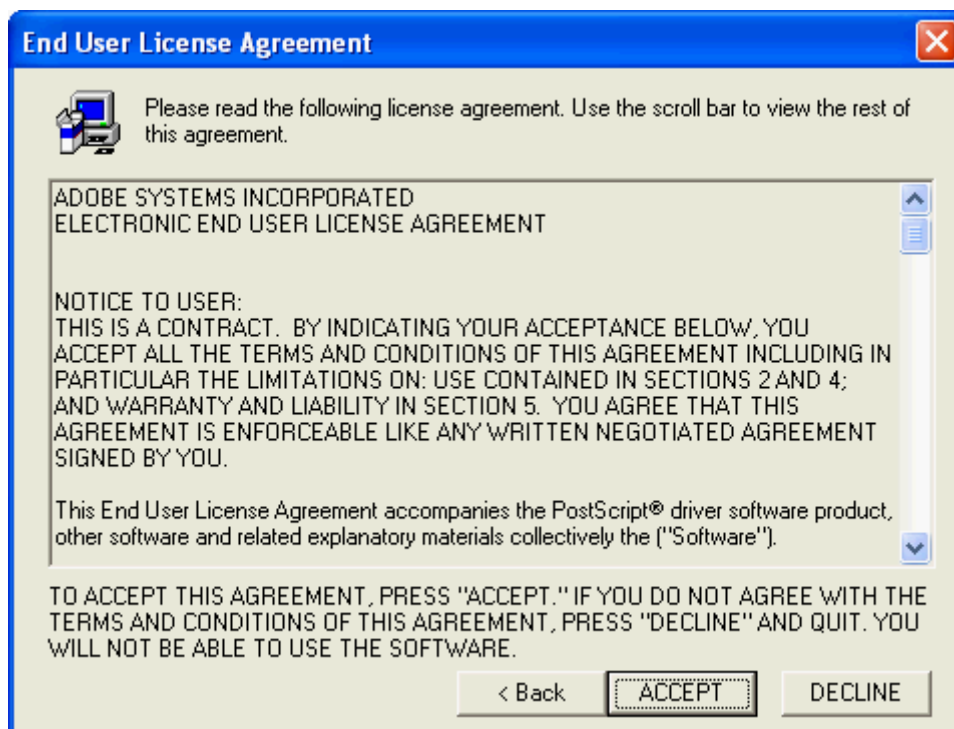 End User License Agreement
Please read the following license agreement. Use the scroll bar to view the rest of
this agreement.
ADOBE SYSTEMS INCORPORATED
ELECTRONIC END USER LICENSE AGREEMENT
NOTICE TO USER:
THIS IS A CONTRACT.  BY INDICATING YOUR ACCEPTANCE BELOW, YOU
ACCEPT ALL THE TERMS AND CONDITIONS OF THIS AGREEMENT INCLUDING IN
PARTICULAR THE LIMITATIONS ON: USE CONTAINED IN SECTIONS 2 AND 4;
AND WARRANTY AND LIABILITY IN SECTION 5.  YOU AGREE THAT THIS
AGREEMENT IS ENFORCEABLE LIKE ANY WRITTEN NEGOTIATED AGREEMENT
SIGNED BY YOU.
This End User License Agreement accompanies the PostScript® driver software product,
other software and related explanatory materials collectively the ("Software").
TO ACCEPT THIS AGREEMENT, PRESS "ACCEPT." IF YOU DO NOT AGREE WITH THE
TERMS AND CONDITIONS OF THIS AGREEMENT, PRESS "DECLINE" AND QUIT. YOU
WILL NOT BE ABLE TO USE THE SOFTWARE.
< Back ACCEPT DECLINE